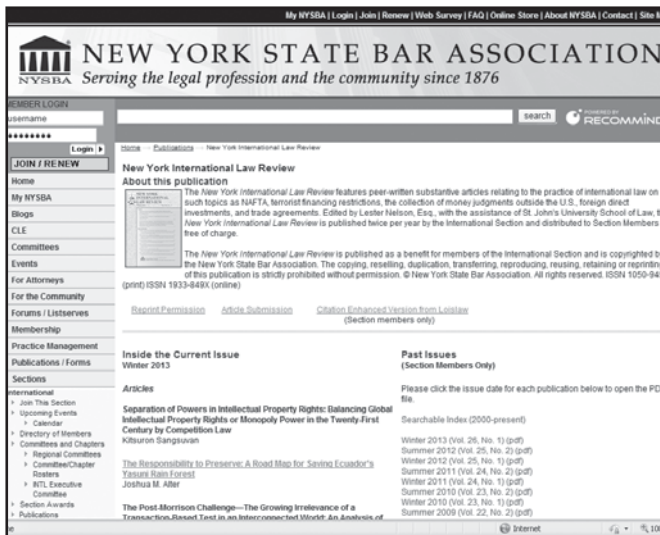 My NYSBA | Login | Join | Renew | Web Survey | FAQ | Online Store | About NYSBA | Contact | Site
NYSBA
NEW YORK STATE BAR ASSOCIATION
Serving the legal profession and the community since 1876
MEMBER LOGIN
username
Login
JOIN / RENEW
Home
My NYSBA
Blogs
CLE
Committees
Events
For Attorneys
For the Community
Forums / Listserves
Membership
Practice Management
Publications / Forms
Sections
International
Join This Section
Upcoming Events
Calendar
Directory of Members
Committees and Chapters
Regional Committees
Committee/Chapter
Rosters
INTL Executive
Committee
Section Awards
Publications
search
POWERED BY
RECOMMIND
Home → Publications → New York International Law Review
New York International Law Review
About this publication
The New York International Law Review features peer-written substantive articles relating to the practice of international law on
such topics as NAFTA, terrorist financing restrictions, the collection of money judgments outside the U.S., foreign direct
investments, and trade agreements. Edited by Lester Nelson, Esq., with the assistance of St. John's University School of Law,
New York International Law Review is published twice per year by the International Section and distributed to Section Members
free of charge.
The New York International Law Review is published as a benefit for members of the International Section and is copyrighted
the New York State Bar Association. The copying, reselling, duplication, transferring, reproducing, reusing, retaining or reprinting
of this publication is strictly prohibited without permission. © New York State Bar Association. All rights reserved. ISSN
(print) ISSN 1933-849X (online)
Reprint Permission Article Submission Citation Enhanced Version from Loislaw
(Section members only)
Inside the Current Issue
Winter 2013
Articles
Separation of Powers in Intellectual Property Rights: Balancing Global
Intellectual Property Rights or Monopoly Power in the Twenty-First
Century by Competition Law
Kitsuron Sangsuvan
The Responsibility to Preserve: A Road Map for Saving Ecuador's
Yasuni Rain Forest
Joshua M. Alter
The Post-Morrison Challenge—The Growing Irrelevance of a
Transaction-Based Test in an Interconnected World: An Analysis of
Past Issues
(Section Members Only)
Please click the issue date for each publication below to open the
file.
Searchable Index (2000-present)
Winter 2013 (Vol. 26, No. 1) (pdf)
Summer 2012 (Vol. 25, No. 2) (pdf)
Winter 2012 (Vol. 25, No. 1) (pdf)
Summer 2011 (Vol. 24, No. 2) (pdf)
Winter 2011 (Vol. 24, No. 1) (pdf)
Summer 2010 (Vol. 23, No. 2) (pdf)
Winter 2010 (Vol. 23, No. 1) (pdf)
Summer 2009 (Vol. 22, No. 2) (pdf)
Internet